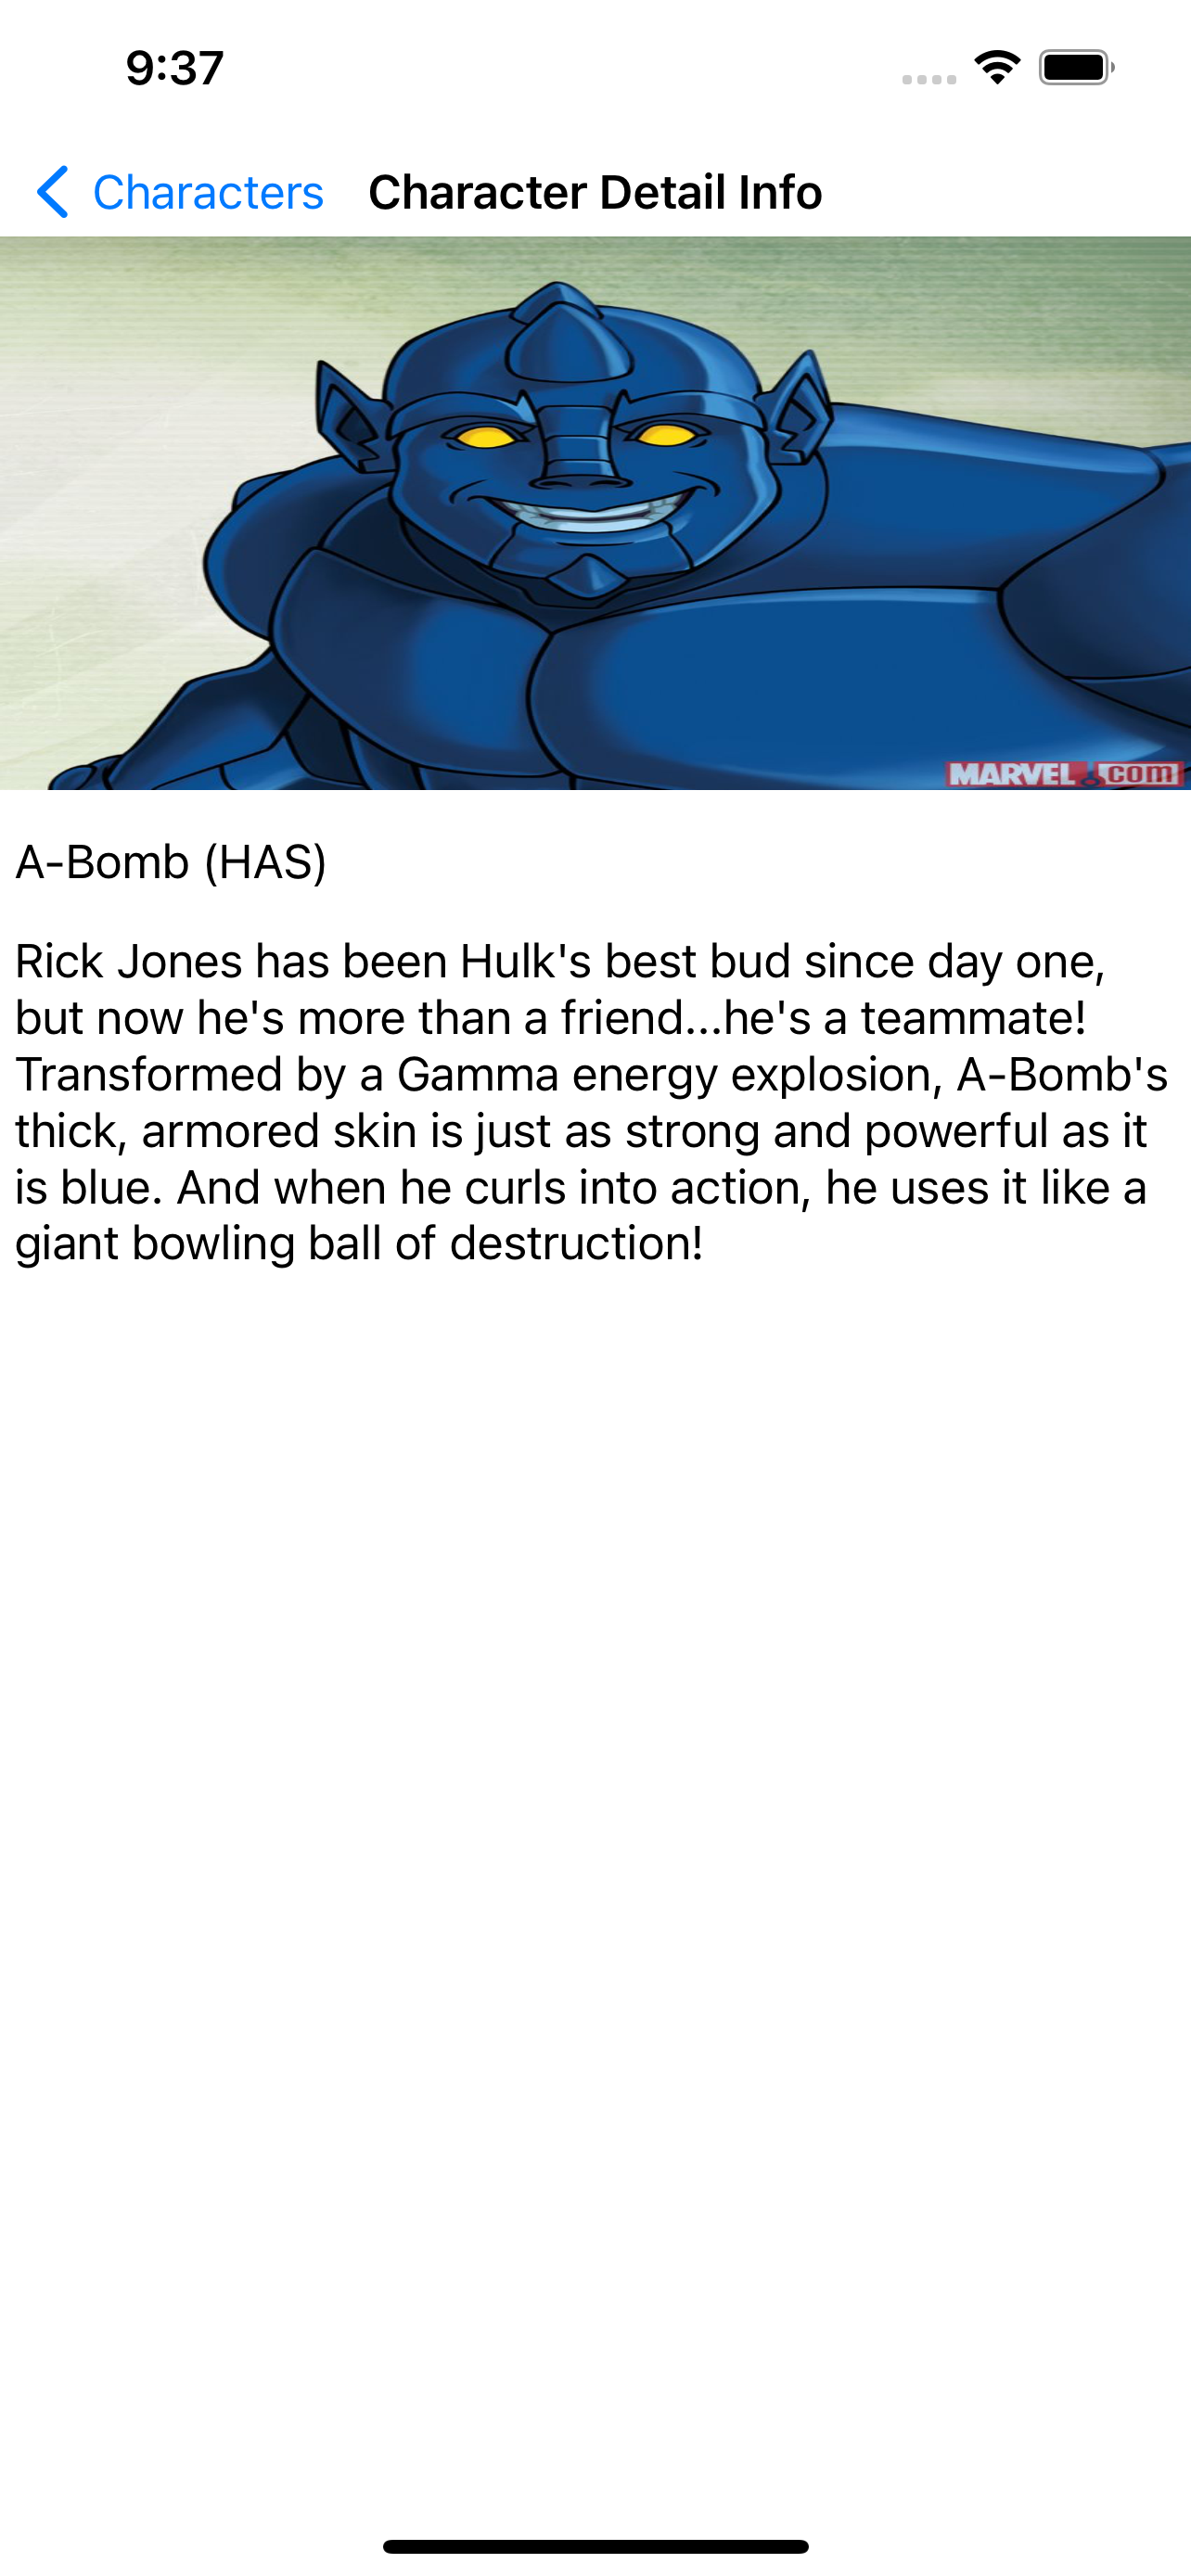 9:37
Characters
Character Detail Info
MARVEL.COM
A-Bomb (HAS)
Rick Jones has been Hulk's best bud since day one,
but now he's more than a friend...he's a teammate!
Transformed by a Gamma energy explosion, A-Bomb's
thick, armored skin is just as strong and powerful as it
is blue. And when he curls into action, he uses it like a
giant bowling ball of destruction!